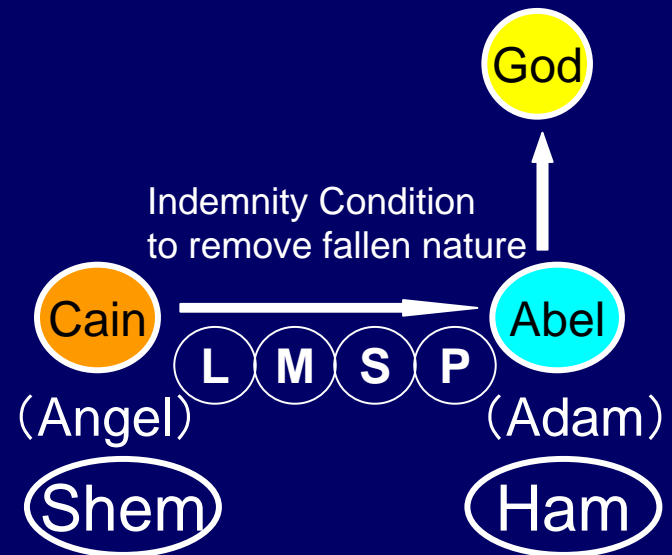 God
Indemnity Condition
to remove fallen nature
Cain
Abel
L M S P
(Angel)
(Adam)
Shem
Ham